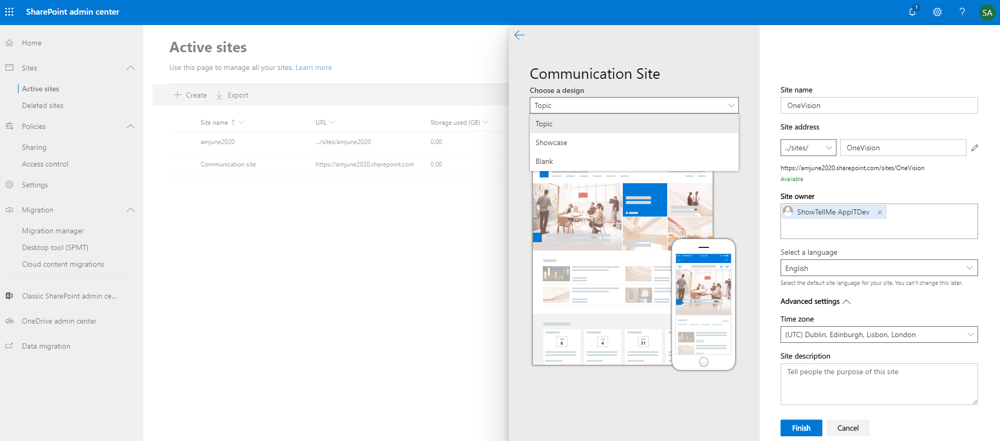 SharePoint admin center
1
SA
Home
Sites
Active sites
Deleted sites
Policies
Sharing
Access control
Settings
Migration
Migration manager
Desktop tool (SPMT)
Cloud content migrations
Classic SharePoint admin ce...
OneDrive admin center
Data migration
Active sites
Use this page to manage all your sites. Learn more
Create Export
Site name URL Storage used (GB)
amjune2020 .../sites/amjune2020 0.00
Communication site https://amjune2020.sharepoint.com 0.00
Communication Site
Choose a design
Topic
Topic
Showcase
Blank
6 4 31
Site name
OneVision
Site address
../sites/ OneVision
https://amjune2020.sharepoint.com/sites/OneVision
Available
Site owner
ShowTellMe AppITDev
Select a language
English
Select the default site language for your site. You can't change this later.
Advanced settings
Time zone
(UTC) Dublin, Edinburgh, Lisbon, London
Site description
Tell people the purpose of this site
Finish Cancel